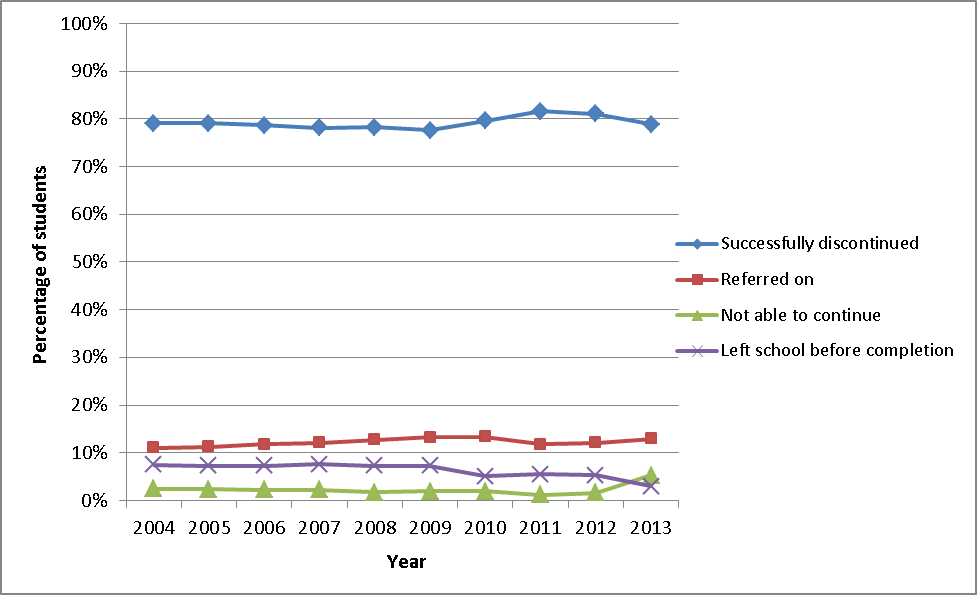 100%
90%
80%
70%
60%
50%
40%
30%
20%
10%
0%
Percentage of students
2004 2005 2006 2007 2008 2009 2010 2011 2012 2013
Year
Successfully discontinued
Referred on
Not able to continue
Left school before completion